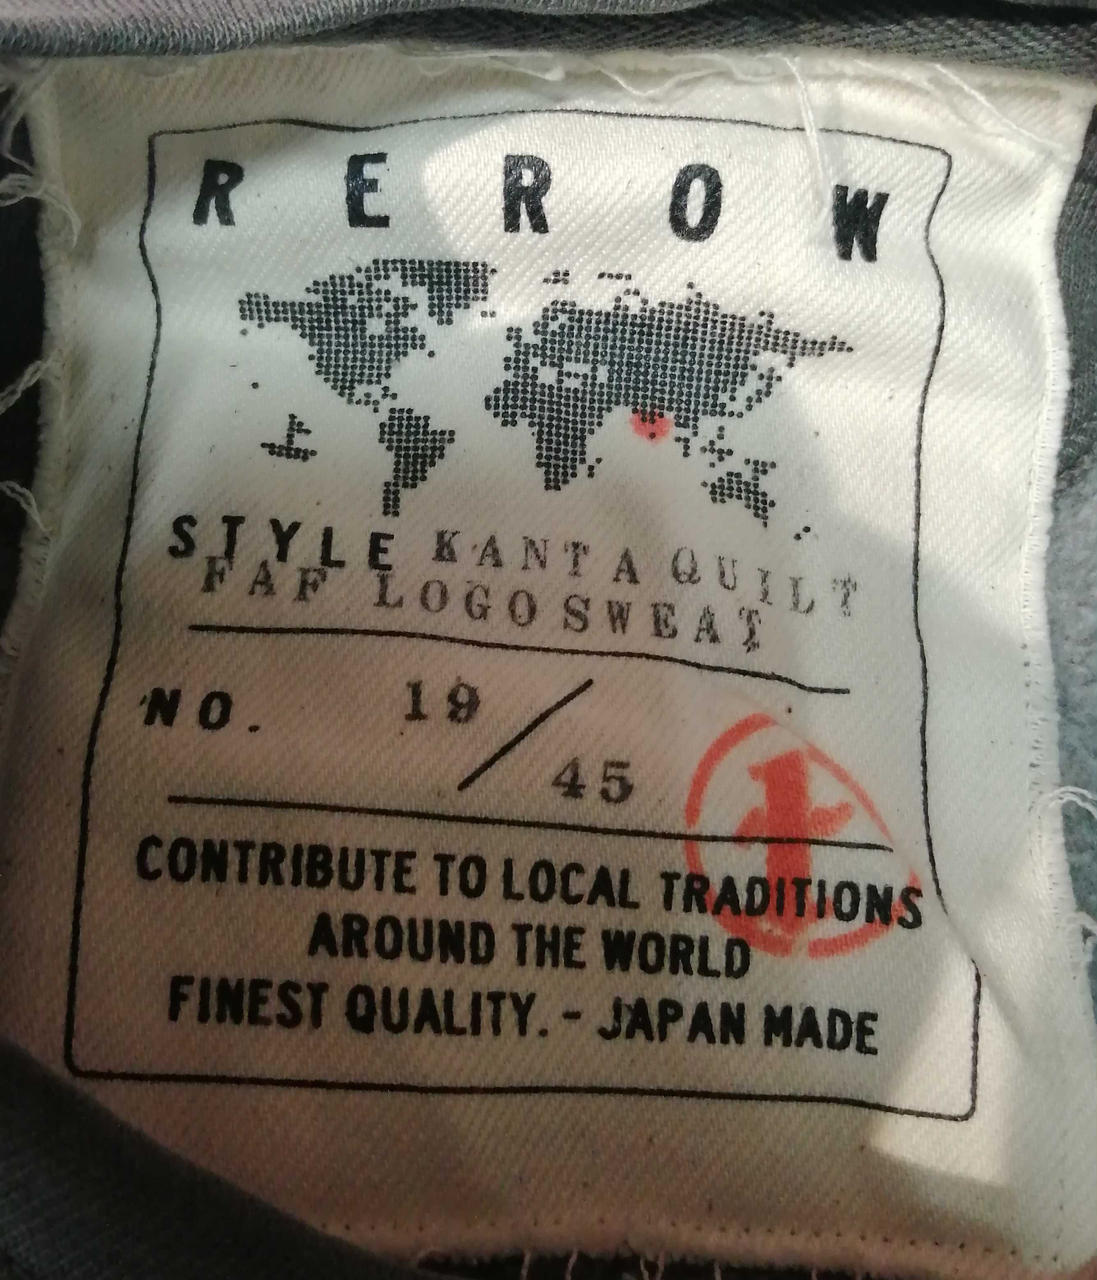 REROW
STYLE KANTA QUILT
FAF LOGO SWEAT
NO. 19/45
CONTRIBUTE TO LOCAL TRADITIONS
AROUND THE WORLD
FINEST QUALITY. - JAPAN MADE